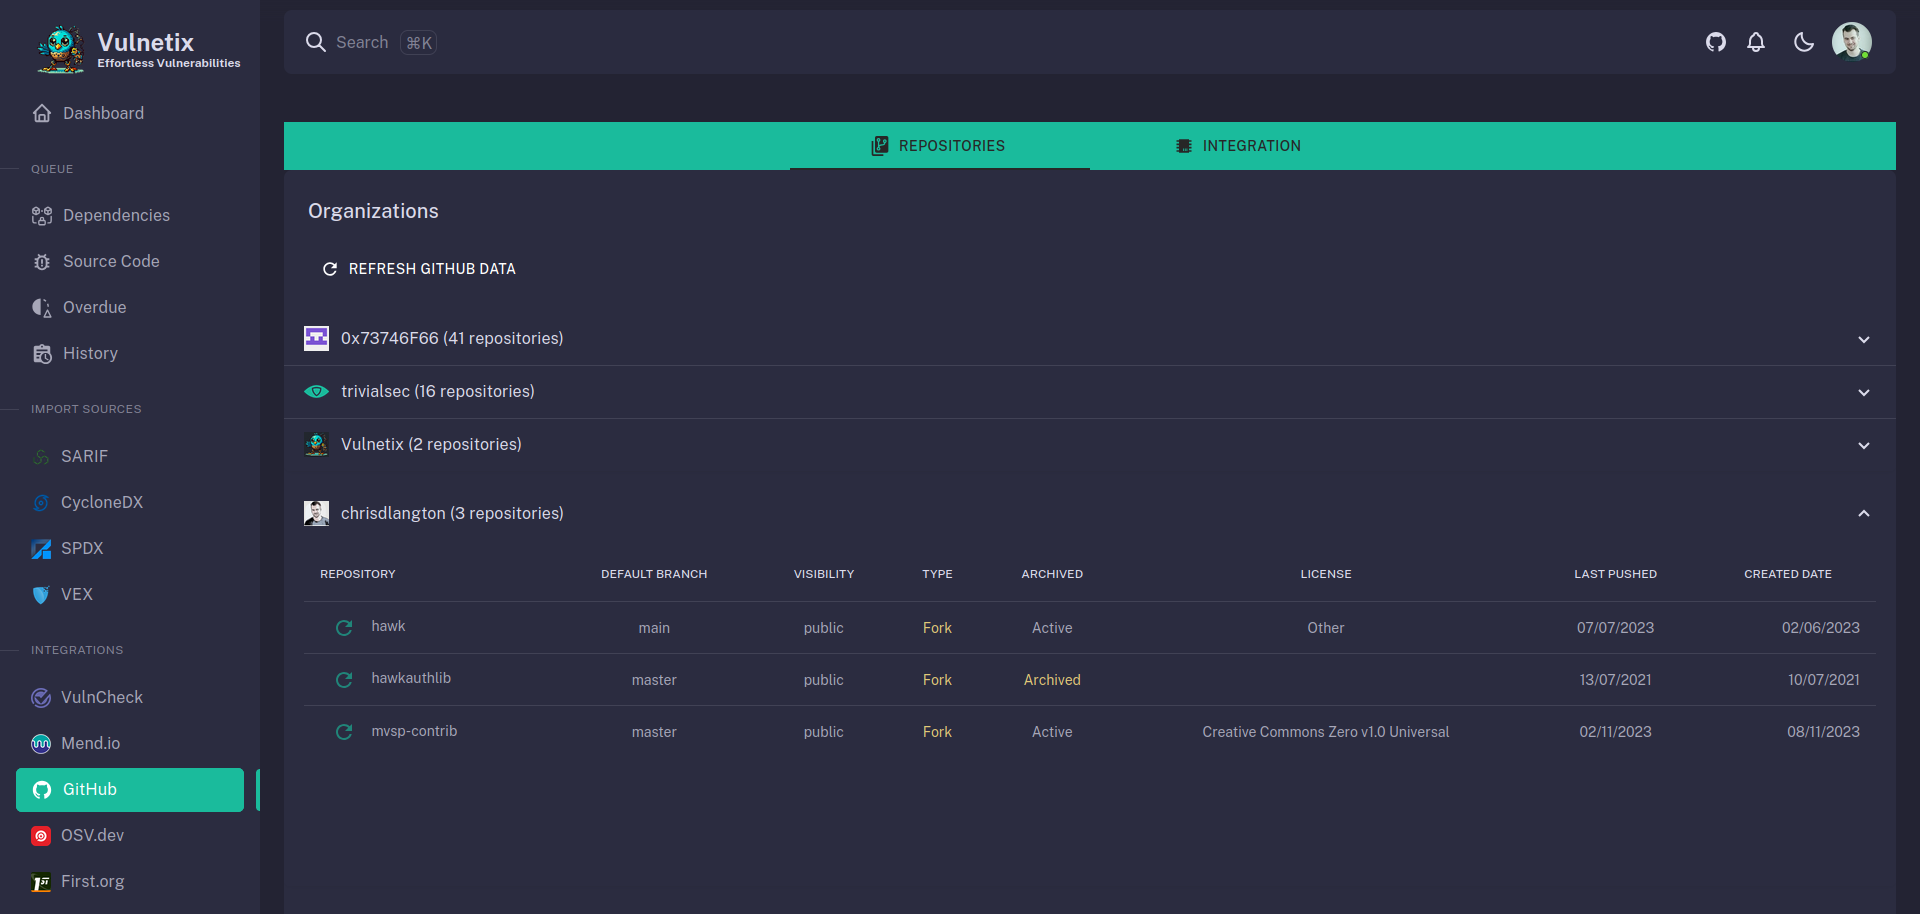 Vulnetix
Effortless Vulnerabilities
Dashboard
QUEUE
Dependencies
Source Code
Overdue
History
IMPORT SOURCES
SARIF
CycloneDX
SPDX
VEX
INTEGRATIONS
VulnCheck
Mend.io
GitHub
OSV.dev
First.org
Search ⌘K
REPOSITORIES INTEGRATION
Organizations
REFRESH GITHUB DATA
0x73746F66 (41 repositories)
trivialsec (16 repositories)
Vulnetix (2 repositories)
chrisdlangton (3 repositories)
REPOSITORY DEFAULT BRANCH VISIBILITY TYPE ARCHIVED LICENSE LAST PUSHED CREATED DATE
hawk main public Fork Active Other 07/07/2023 02/06/2023
hawkauthlib master public Fork Archived 13/07/2021 10/07/2021
mvsp-contrib master public Fork Active Creative Commons Zero v1.0 Universal 02/11/2023 08/11/2023